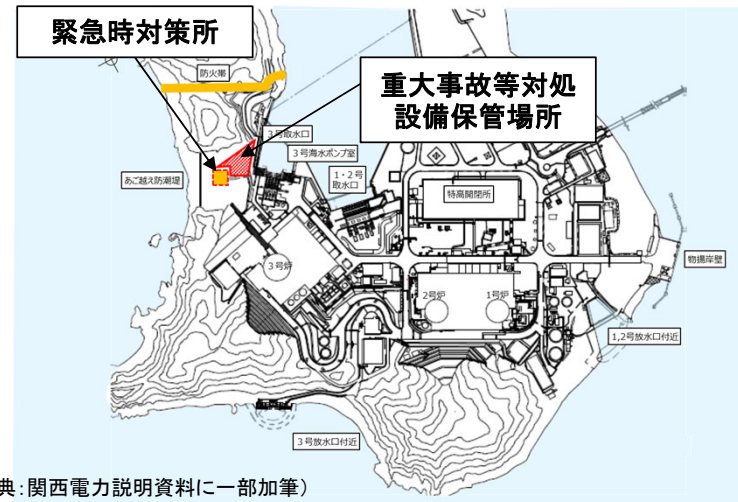 緊急時対策所
防火帯
重大事故等対処
設備保管場所
3号取水口
3号海水ポンプ室
1・2号
取水口
あご越え防潮堤
特高開閉所
物揚岸壁
3号炉
2号炉
1号炉
1,2号放水口付近
3号放水口付近
典:関西電力説明資料に一部加筆)